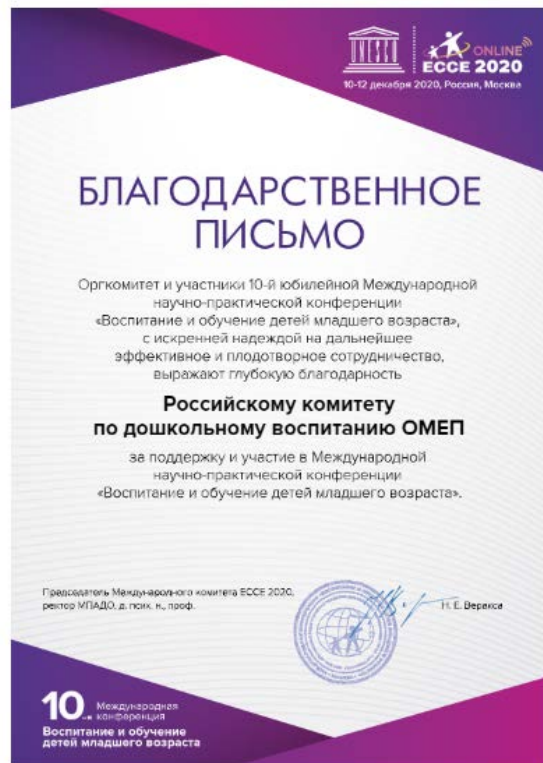 UNESCO
ONLINE
ECCE 2020
10-12 декабря 2020, Россия, Москва
БЛАГОДАРСТВЕННОЕ
ПИСЬМО
Оргкомитет и участники 10-й юбилейной Международной
научно-практической конференции
«Воспитание и обучение детей младшего возраста»,
с искренней надеждой на дальнейшее
эффективное и плодотворное сотрудничество,
выражают глубокую благодарность
Российскому комитету
по дошкольному воспитанию ОМЕП
за поддержку и участие в Международной
научно-практической конференции
«Воспитание и обучение детей младшего возраста».
Председатель Международного комитета ECCE 2020,
ректор МПАДО, д. псих. н., проф.
Н. Е. Веракса
10-я Международная
конференция
Воспитание и обучение
детей младшего возраста